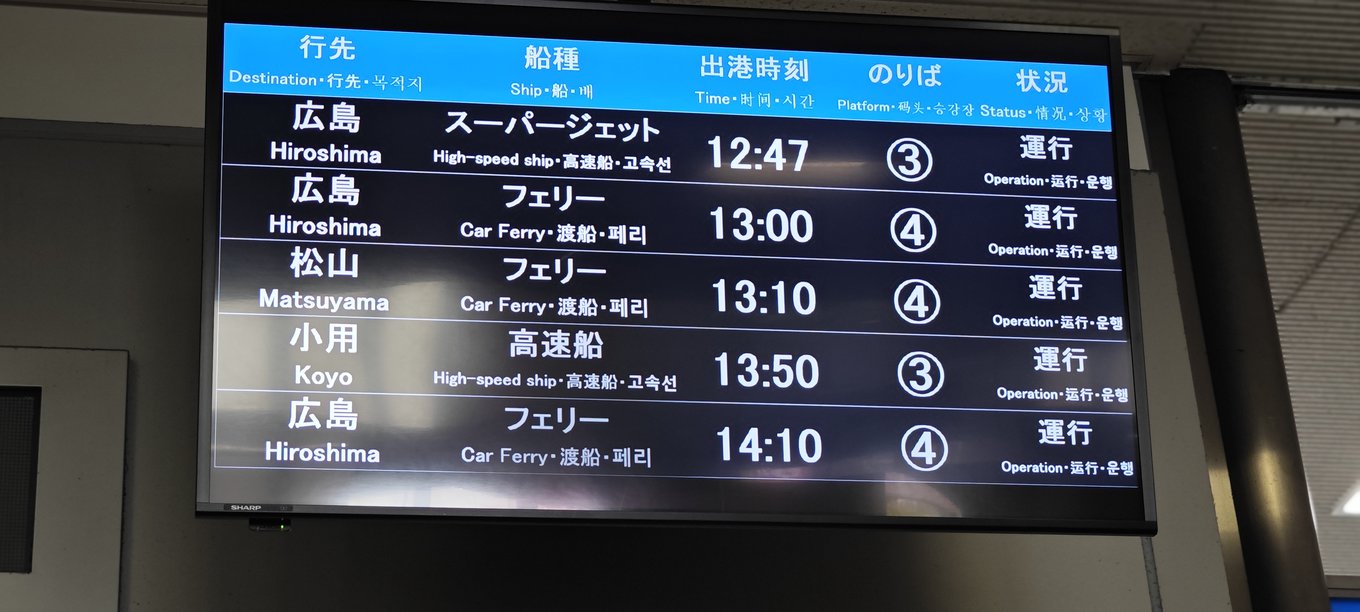 行先 船種 出港時刻 のりば 状況
Destination・行先・목적지 Ship・船・배 Time・时间・시간 Platform・码头・승강장 Status・情况・상황
広島 スーパージェット 12:47 ③ 運行
Hiroshima High-speed ship・高速船・고속선 Operation・运行・운행
広島 フェリー 13:00 ④ 運行
Hiroshima Car Ferry・渡船・페리 Operation・运行・운행
松山 フェリー 13:10 ④ 運行
Matsuyama Car Ferry・渡船・페리 Operation・运行・운행
小用 高速船 13:50 ③ 運行
Koyo High-speed ship・高速船・고속선 Operation・运行・운행
広島 フェリー 14:10 ④ 運行
Hiroshima Car Ferry・渡船・페리 Operation・运行・운행
SHARP